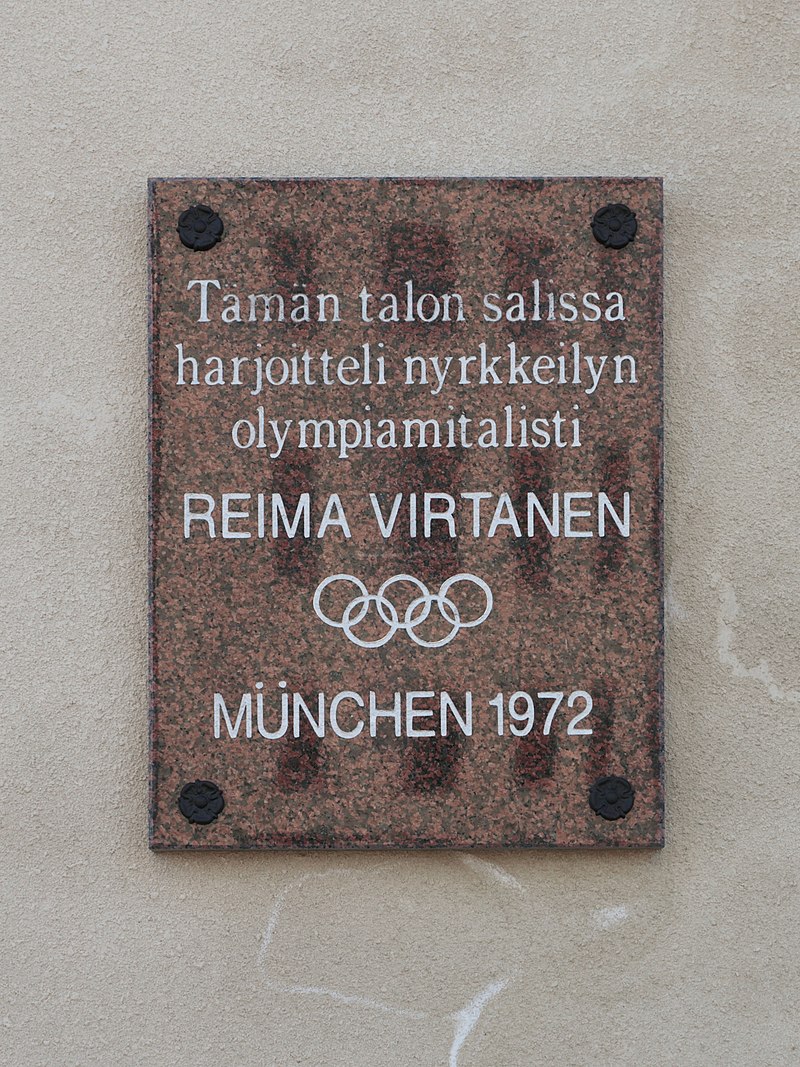 Tämän talon salissa
harjoitteli nyrkkeilyn
olympiamitalisti
REIMA VIRTANEN
MÜNCHEN 1972